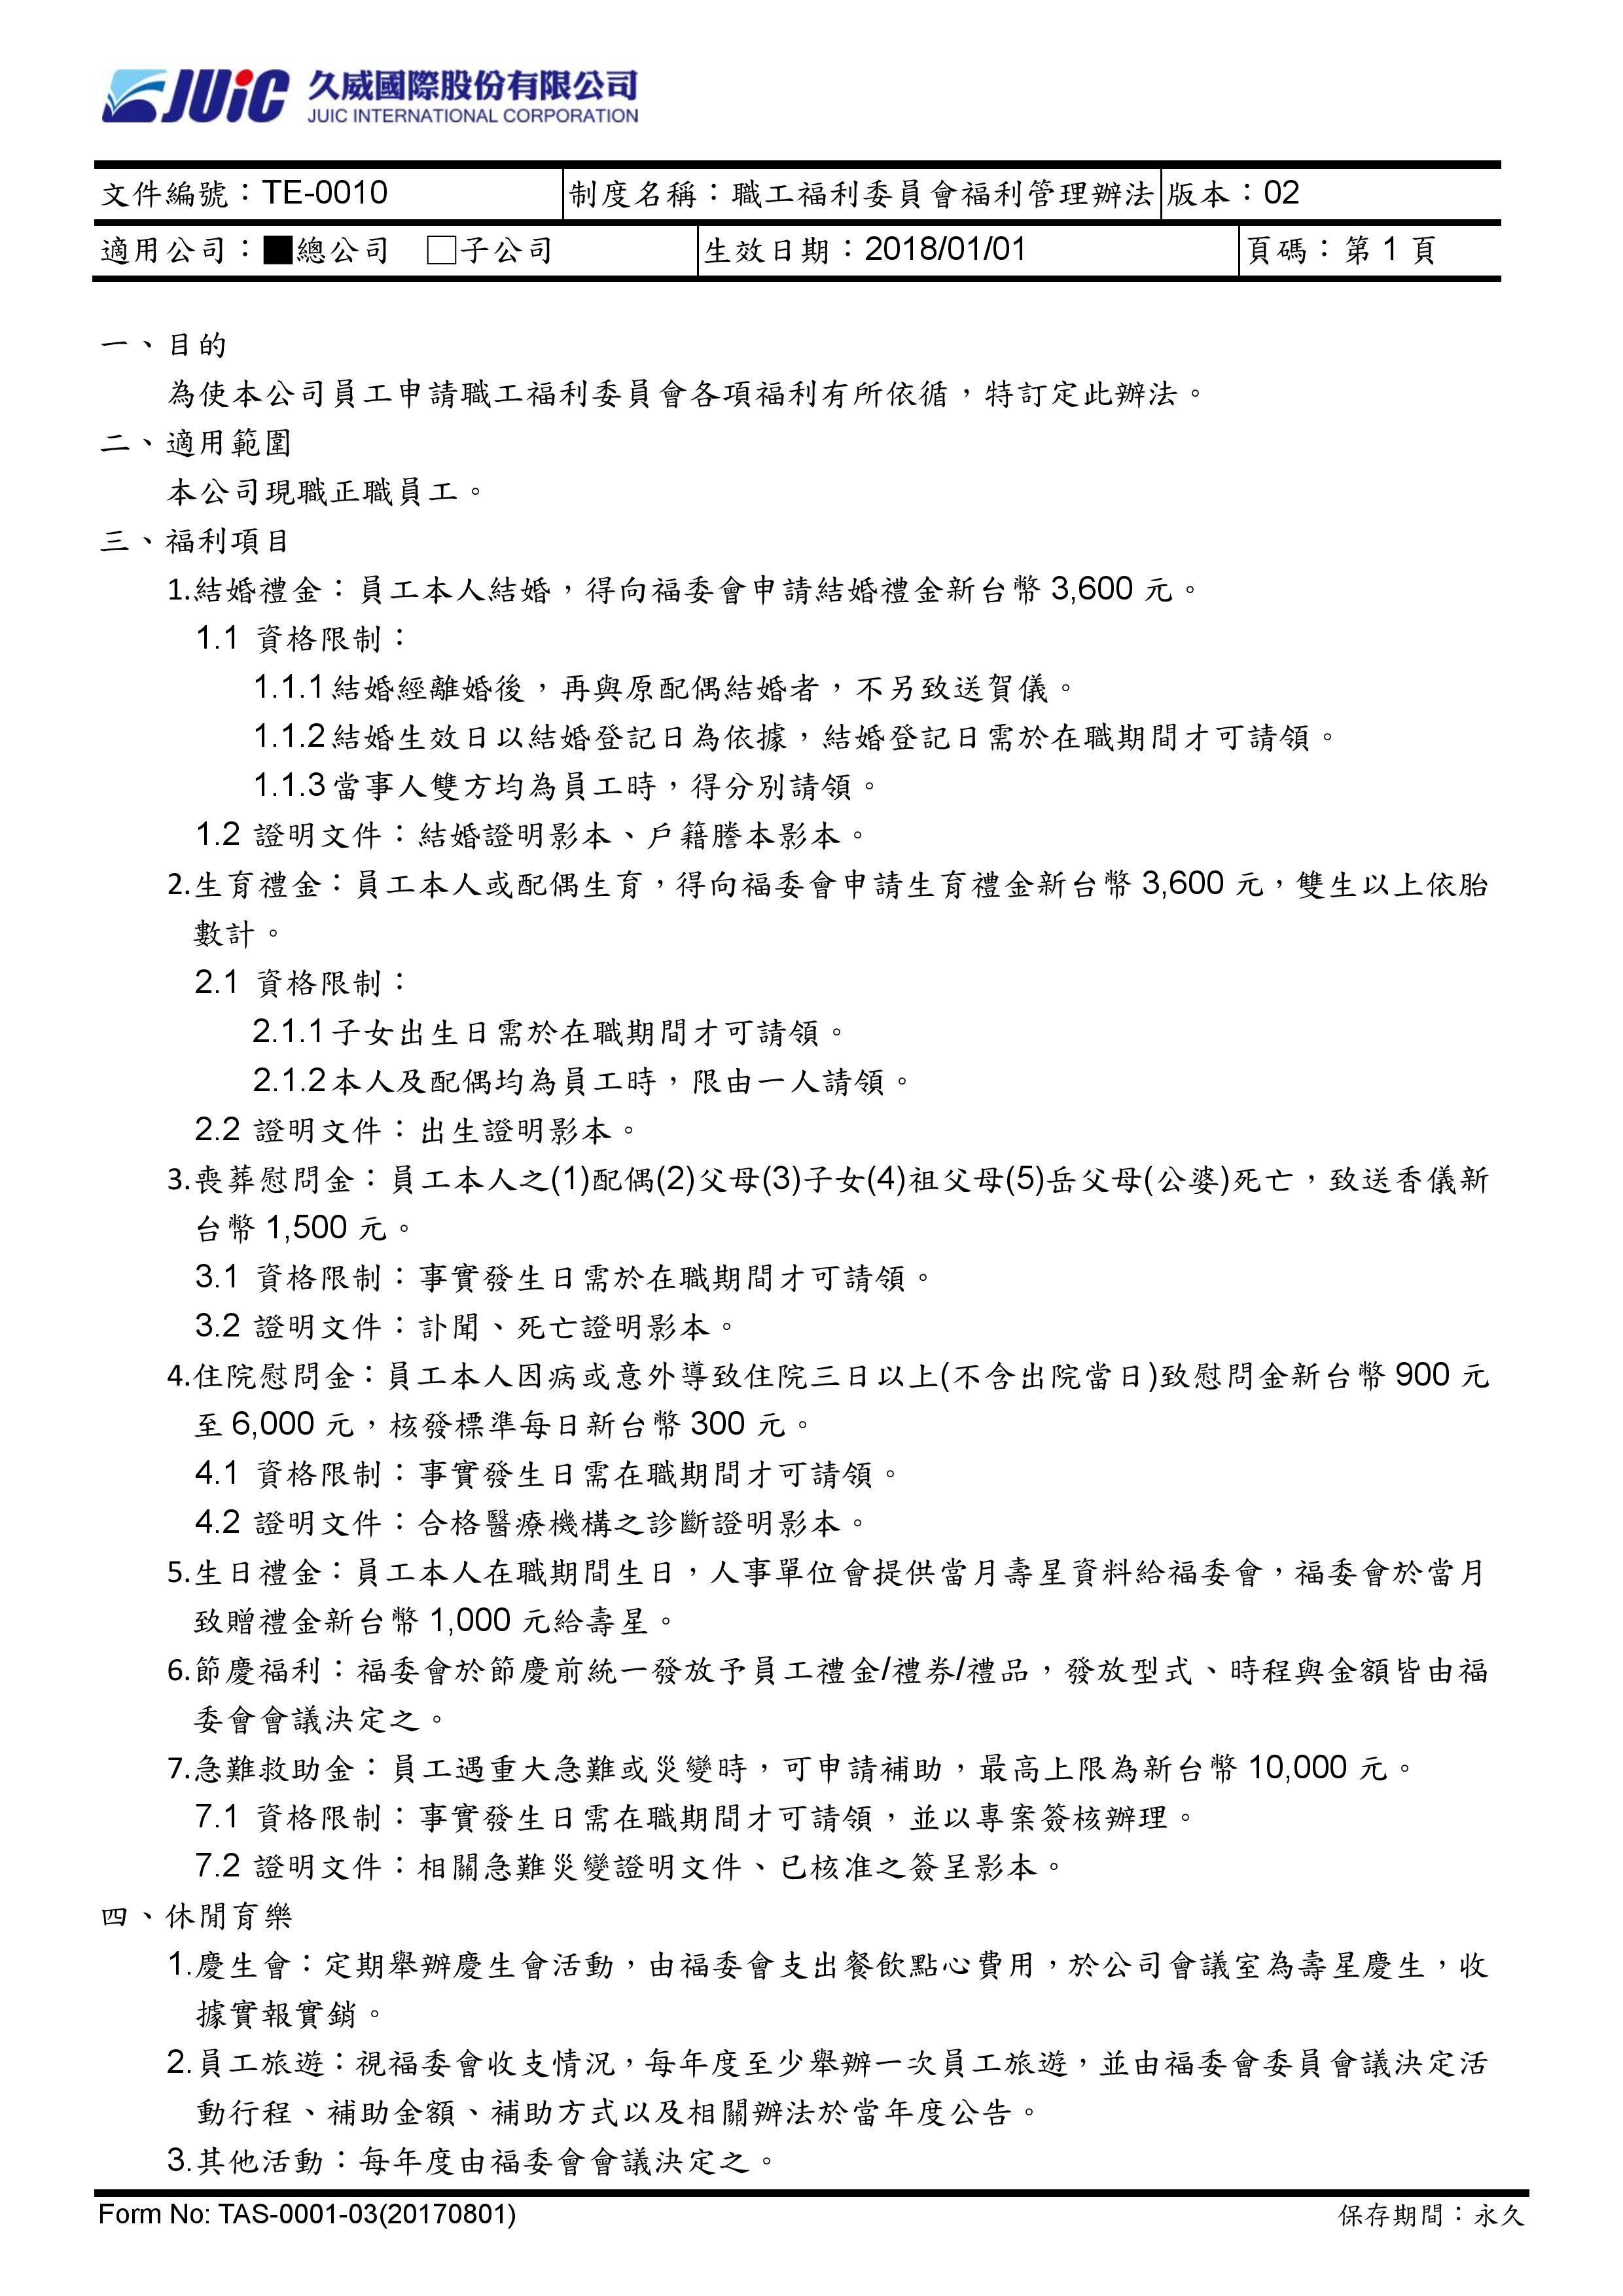 JUiC 久威國際股份有限公司
JUIC INTERNATIONAL CORPORATION
文件編號：TE-0010 制度名稱：職工福利委員會福利管理辦法 版本：02
適用公司：■總公司 □子公司 生效日期：2018/01/01 頁碼：第 1 頁
一、目的
為使本公司員工申請職工福利委員會各項福利有所依循，特訂定此辦法。
二、適用範圍
本公司現職正職員工。
三、福利項目
1.結婚禮金：員工本人結婚，得向福委會申請結婚禮金新台幣 3,600 元。
1.1 資格限制：
1.1.1 結婚經離婚後，再與原配偶結婚者，不另致送賀儀。
1.1.2 結婚生效日以結婚登記日為依據，結婚登記日需於在職期間才可請領。
1.1.3 當事人雙方均為員工時，得分別請領。
1.2 證明文件：結婚證明影本、戶籍謄本影本。
2.生育禮金：員工本人或配偶生育，得向福委會申請生育禮金新台幣 3,600 元，雙生以上依胎
數計。
2.1 資格限制：
2.1.1 子女出生日需於在職期間才可請領。
2.1.2 本人及配偶均為員工時，限由一人請領。
2.2 證明文件：出生證明影本。
3.喪葬慰問金：員工本人之(1)配偶(2)父母(3)子女(4)祖父母(5)岳父母(公婆)死亡，致送香儀新
台幣 1,500 元。
3.1 資格限制：事實發生日需於在職期間才可請領。
3.2 證明文件：訃聞、死亡證明影本。
4.住院慰問金：員工本人因病或意外導致住院三日以上(不含出院當日)致慰問金新台幣 900 元
至 6,000 元，核發標準每日新台幣 300 元。
4.1 資格限制：事實發生日需在職期間才可請領。
4.2 證明文件：合格醫療機構之診斷證明影本。
5.生日禮金：員工本人在職期間生日，人事單位會提供當月壽星資料給福委會，福委會於當月
致贈禮金新台幣 1,000 元給壽星。
6.節慶福利：福委會於節慶前統一發放予員工禮金/禮券/禮品，發放型式、時程與金額皆由福
委會會議決定之。
7.急難救助金：員工遇重大急難或災變時，可申請補助，最高上限為新台幣 10,000 元。
7.1 資格限制：事實發生日需在職期間才可請領，並以專案簽核辦理。
7.2 證明文件：相關急難災變證明文件、已核准之簽呈影本。
四、休閒育樂
1.慶生會：定期舉辦慶生會活動，由福委會支出餐飲點心費用，於公司會議室為壽星慶生，收
據實報實銷。
2.員工旅遊：視福委會收支情況，每年度至少舉辦一次員工旅遊，並由福委會委員會議決定活
動行程、補助金額、補助方式以及相關辦法於當年度公告。
3.其他活動：每年度由福委會會議決定之。
Form No: TAS-0001-03(20170801) 保存期間：永久